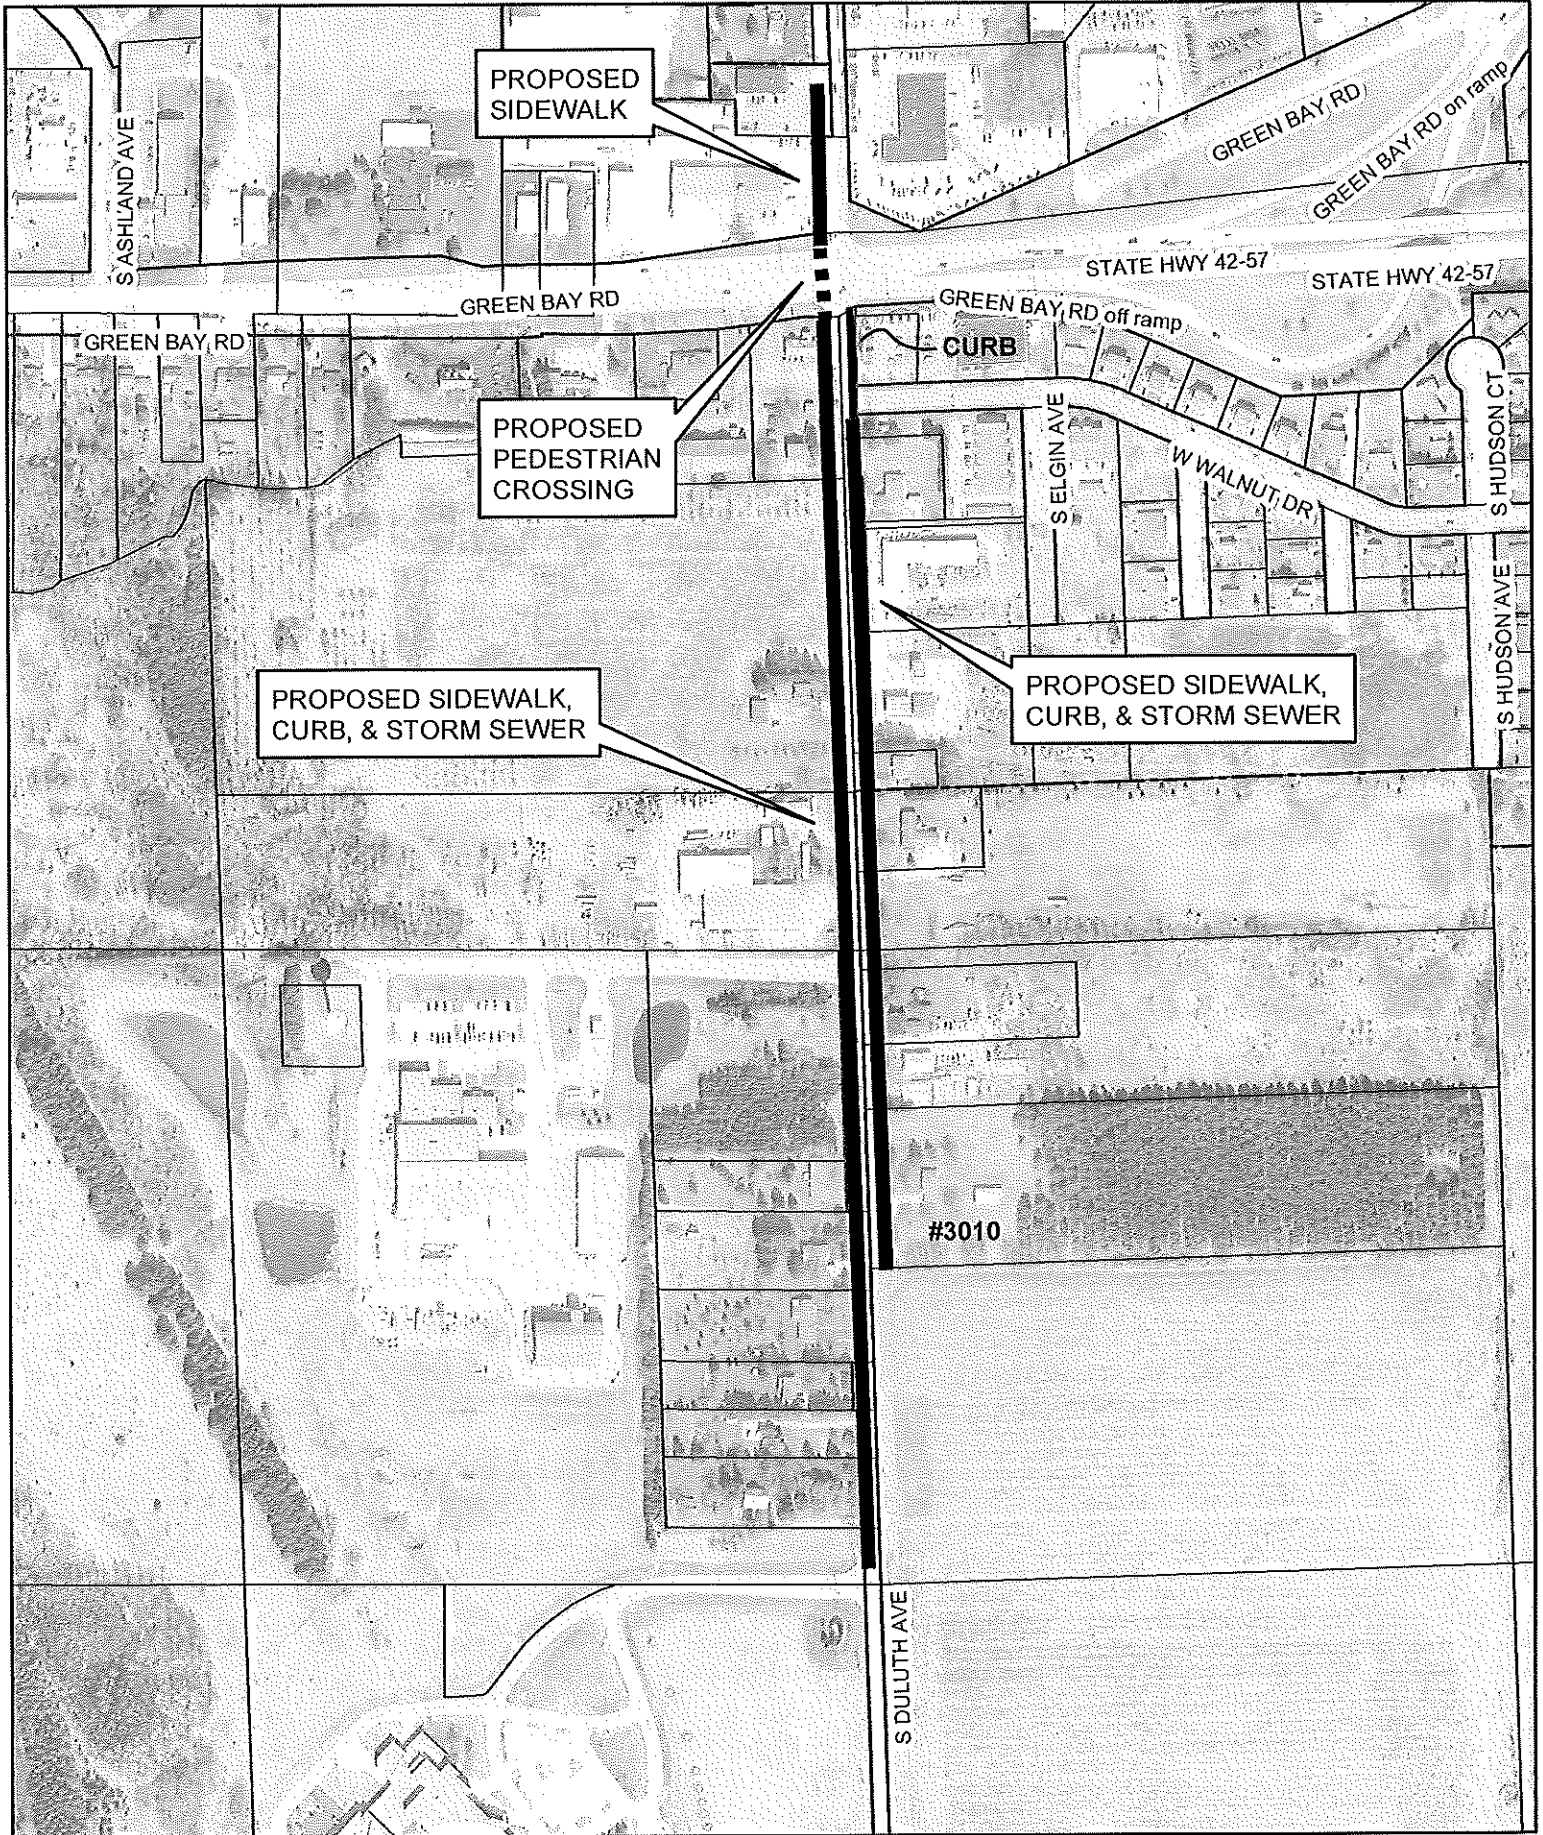 PROPOSED
SIDEWALK
S ASHLAND AVE
GREEN BAY RD
GREEN BAY RD on ramp
STATE HWY 42-57
STATE HWY 42-57
GREEN BAY RD
GREEN BAY RD off ramp
GREEN BAY RD
CURB
PROPOSED
PEDESTRIAN
CROSSING
S ELGIN AVE
W WALNUT DR
S HUDSON CT
S HUDSON AVE
PROPOSED SIDEWALK,
CURB, & STORM SEWER
PROPOSED SIDEWALK,
CURB, & STORM SEWER
#3010
S DULUTH AVE